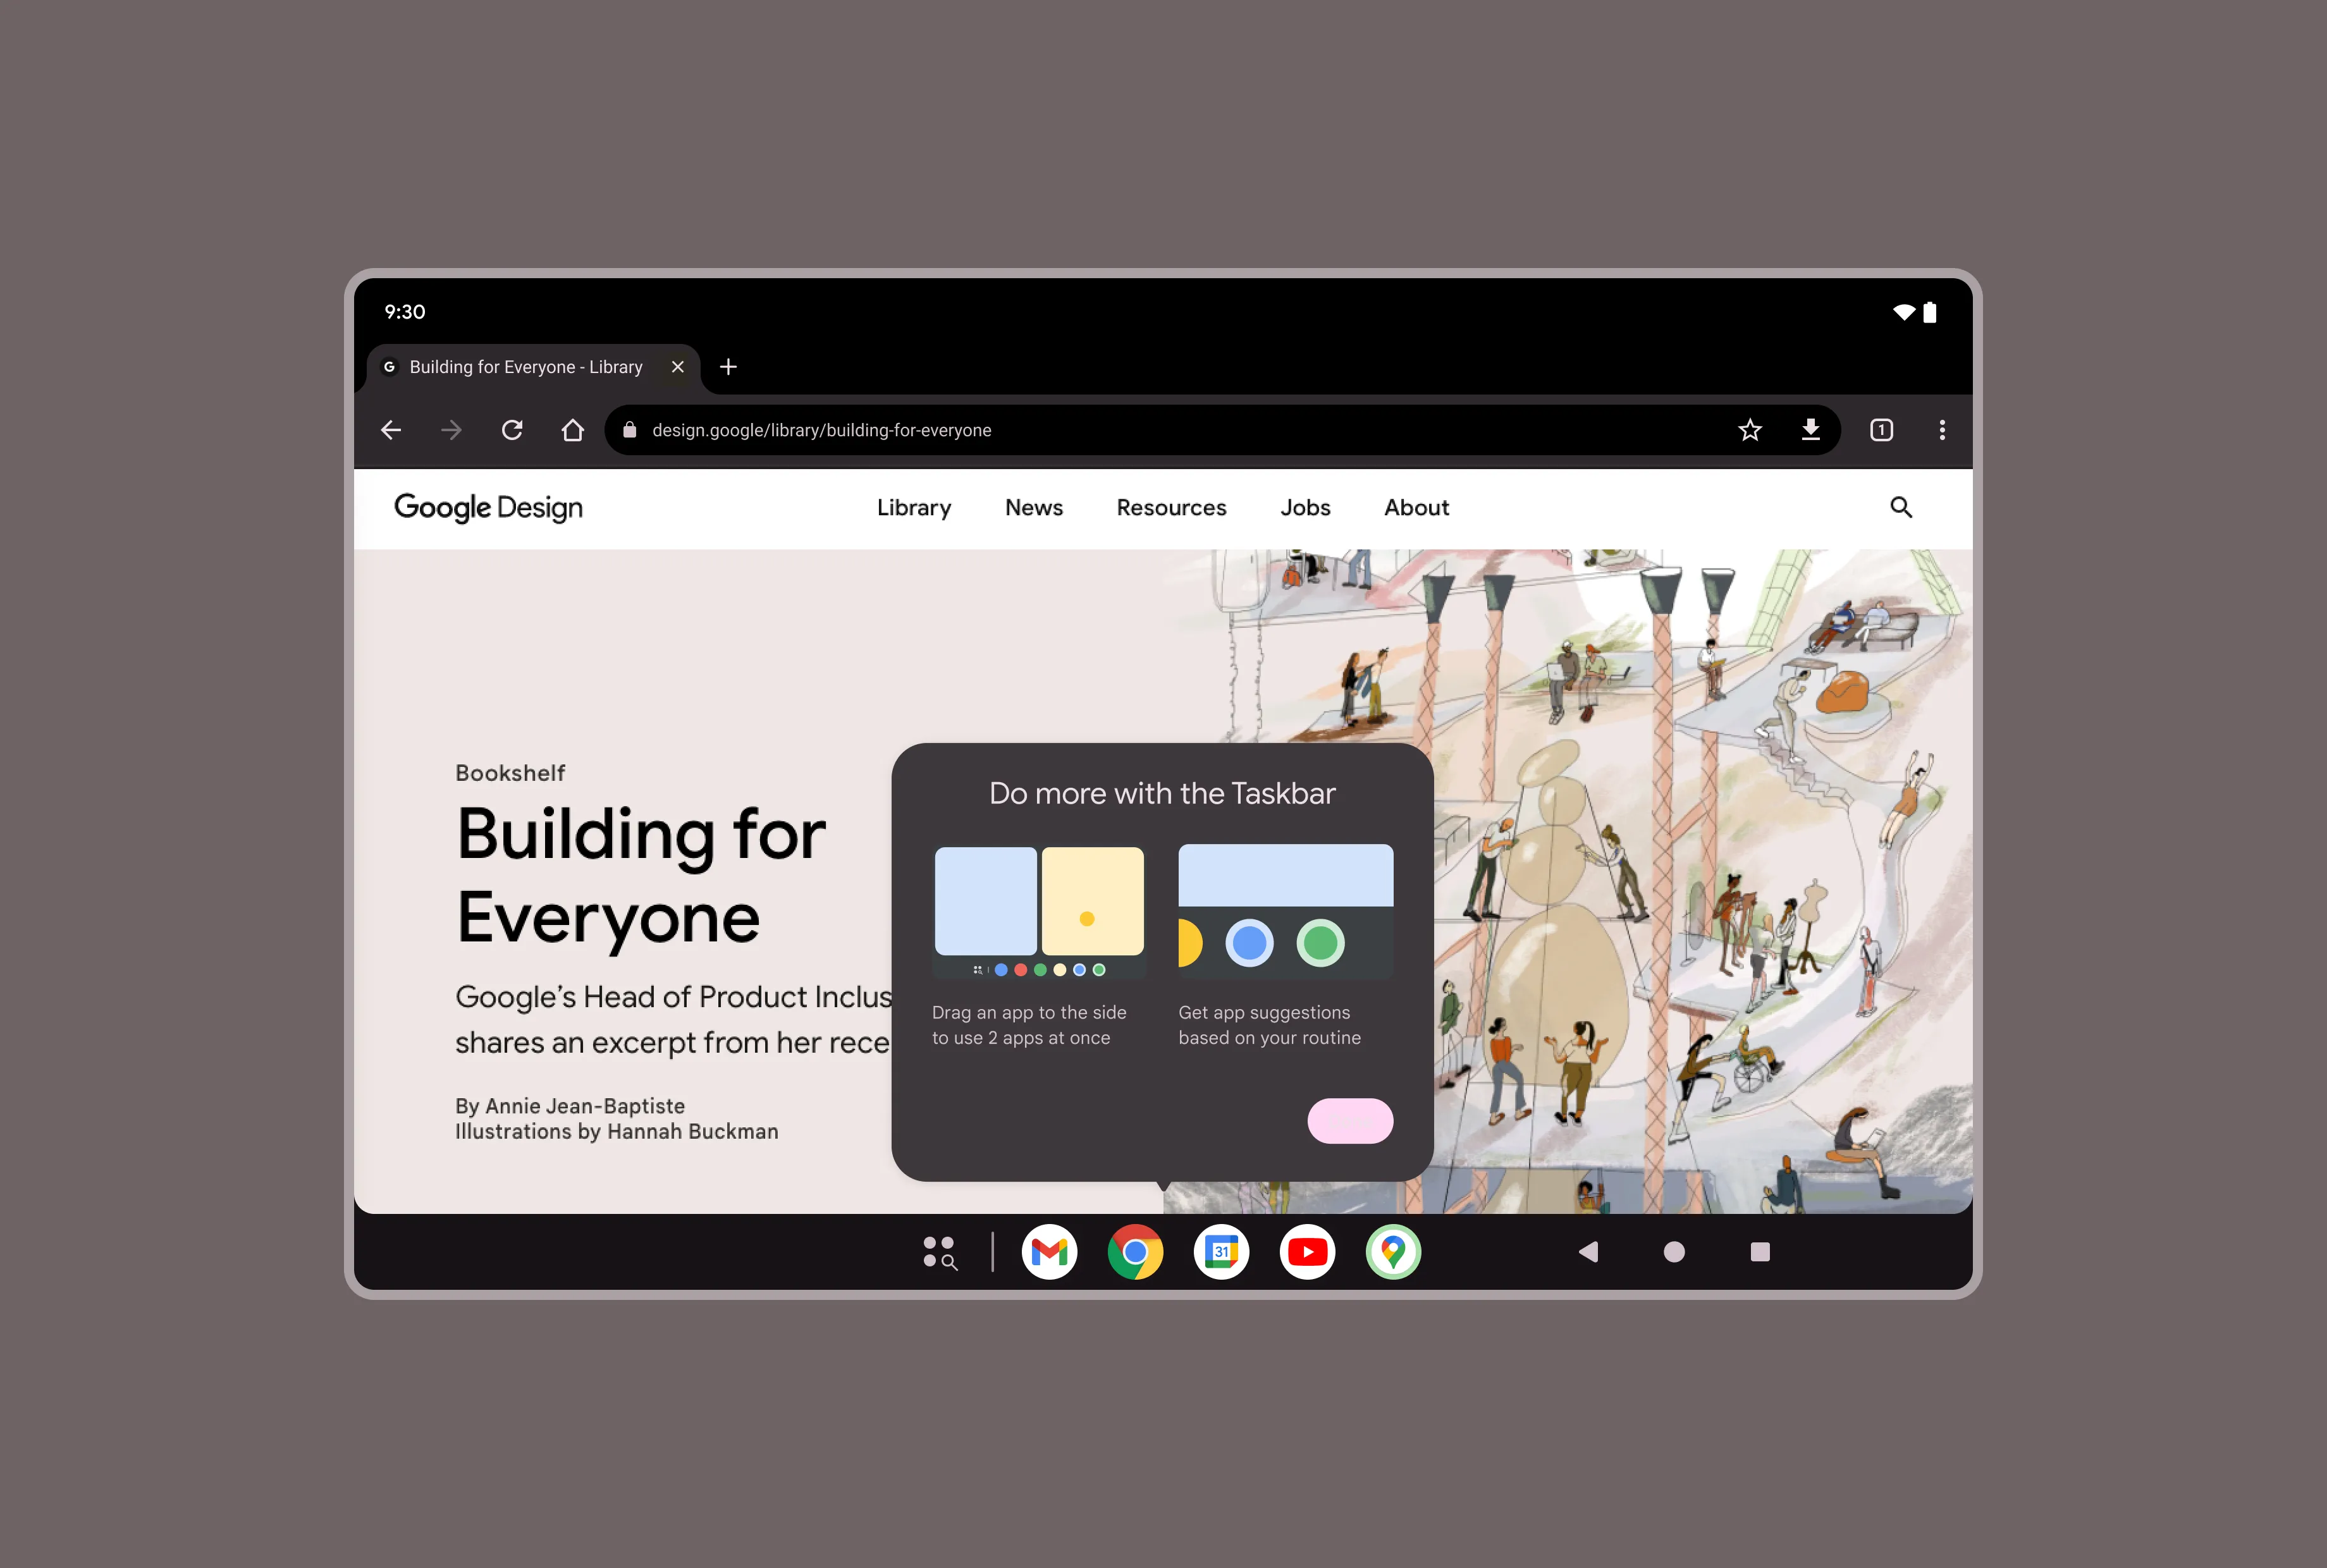 9:30
G Building for Everyone - Library
design.google/library/building-for-everyone
1
Google Design
Library News Resources Jobs About
Bookshelf
Building for
Everyone
Google’s Head of Product Inclus
shares an excerpt from her rece
By Annie Jean-Baptiste
Illustrations by Hannah Buckman
Do more with the Taskbar
Drag an app to the side
to use 2 apps at once
Get app suggestions
based on your routine
31